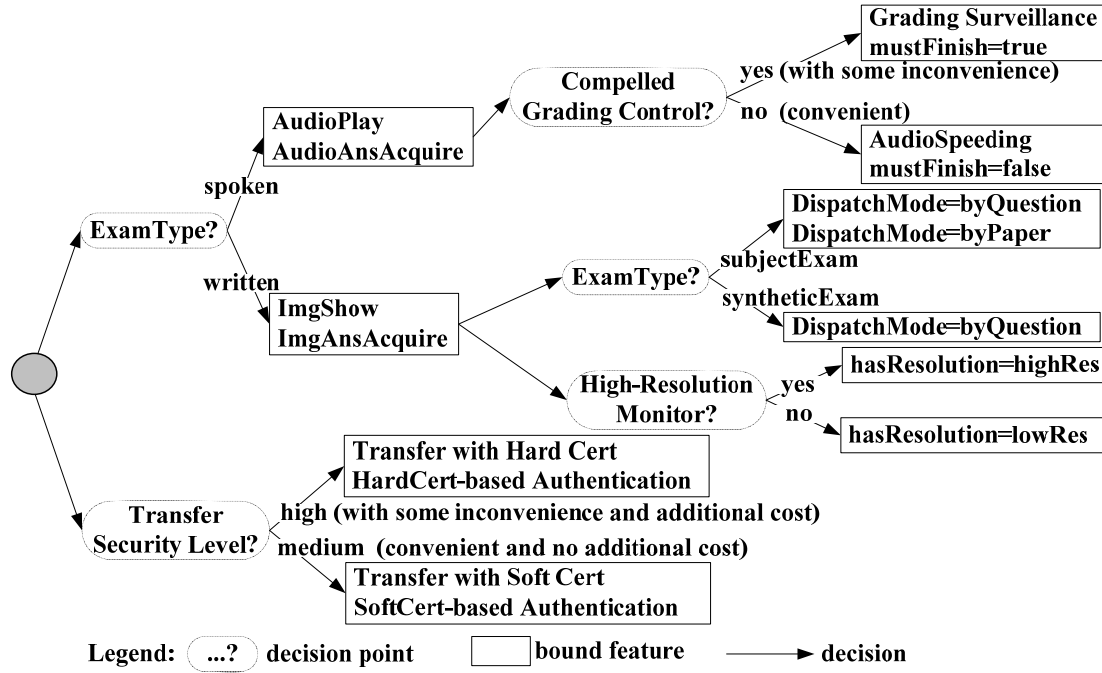 Grading Surveillance
mustFinish=true
yes (with some inconvenience)
Compelled
Grading Control?
no (convenient)
AudioSpeeding
mustFinish=false
AudioPlay
AudioAnsAcquire
spoken
ExamType?
written
ImgShow
ImgAnsAcquire
DispatchMode=byQuestion
DispatchMode=byPaper
subjectExam
ExamType?
syntheticExam
DispatchMode=byQuestion
High-Resolution
Monitor?
yes
hasResolution=highRes
no
hasResolution=lowRes
Transfer with Hard Cert
HardCert-based Authentication
high (with some inconvenience and additional cost)
Transfer
Security Level?
medium (convenient and no additional cost)
Transfer with Soft Cert
SoftCert-based Authentication
Legend: ...? decision point bound feature decision